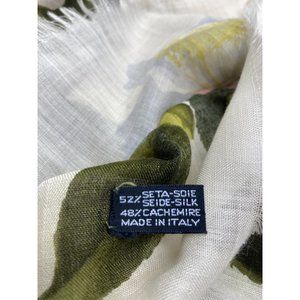 52% SETA-SOIE
SEIDE-SILK
48% CACHEMIRE
MADE IN ITALY